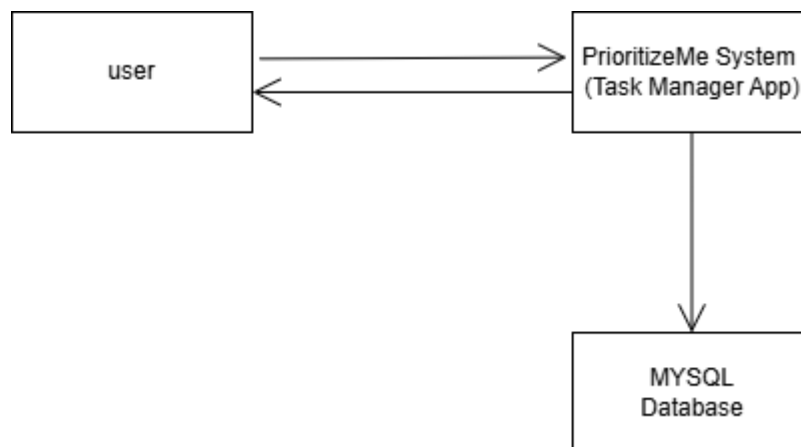 user
PrioritizeMe System
(Task Manager App)
MYSQL
Database